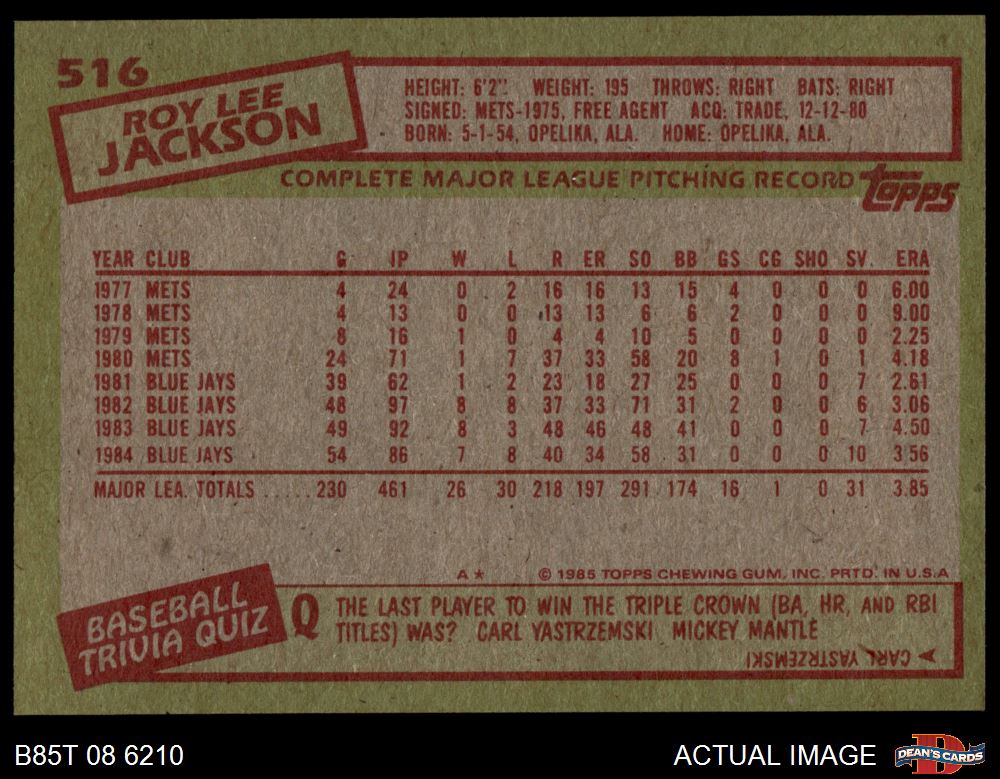 516
ROY LEE
JACKSON
HEIGHT: 6'2" WEIGHT: 195 THROWS: RIGHT BATS: RIGHT
SIGNED: METS-1975, FREE AGENT ACQ: TRADE, 12-12-80
BORN: 5-1-54, OPELIKA, ALA. HOME: OPELIKA, ALA.
COMPLETE MAJOR LEAGUE PITCHING RECORD topps
YEAR CLUB G IP W L R ER SO BB GS CG SHO SV. ERA
1977 METS 4 24 0 2 16 16 13 15 4 0 0 0 6.00
1978 METS 4 13 0 0 13 13 6 6 2 0 0 0 9.00
1979 METS 8 16 1 0 4 4 10 5 0 0 0 0 2.25
1980 METS 24 71 1 7 37 33 58 20 8 1 0 1 4.18
1981 BLUE JAYS 39 62 1 2 23 18 27 25 0 0 0 7 2.61
1982 BLUE JAYS 48 97 8 8 37 33 71 31 2 0 0 6 3.06
1983 BLUE JAYS 49 92 8 3 48 46 48 41 0 0 0 7 4.50
1984 BLUE JAYS 54 86 7 8 40 34 58 31 0 0 0 10 3.56
MAJOR LEA. TOTALS ..... 230 461 26 30 218 197 291 174 16 1 0 31 3.85
A★ © 1985 TOPPS CHEWING GUM, INC. PRTD. IN U.S.A
BASEBALL
TRIVIA QUIZ
Q THE LAST PLAYER TO WIN THE TRIPLE CROWN (BA, HR, AND RBI
TITLES) WAS? CARL YASTRZEMSKI MICKEY MANTLE
CARL YASTRZEMSKI
B85T 08 6210 ACTUAL IMAGE DEAN'S CARDS